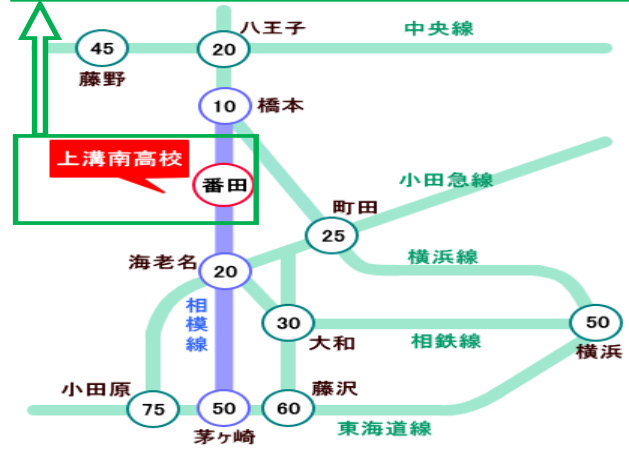 八王子
中央線
45
20
藤野
10
橋本
上溝南高校
番田
小田急線
町田
25
海老名
横浜線
20
相模線
30
50
大和
相鉄線
横浜
小田原
藤沢
75
50
60
東海道線
茅ヶ崎